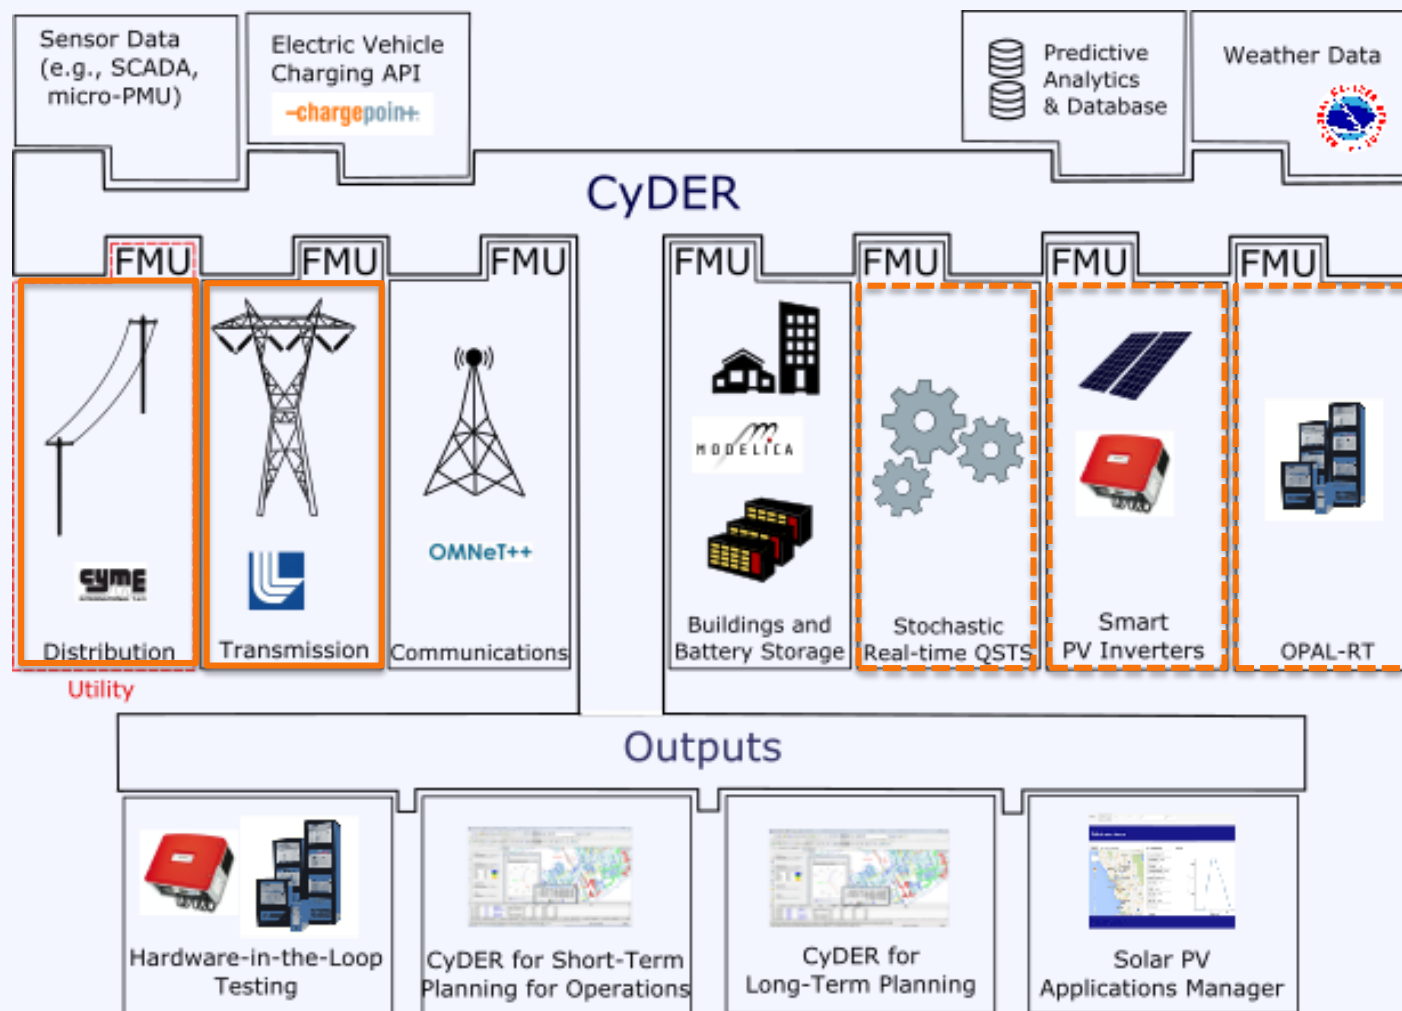 Sensor Data
(e.g., SCADA,
micro-PMU)
Electric Vehicle
Charging API
-chargepoin+
Predictive
Analytics
& Database
Weather Data
CyDER
FMU
FMU
FMU
FMU
FMU
FMU
FMU
CYME
Distribution
Utility
Transmission
OMNeT++
Communications
MODELICA
Buildings and
Battery Storage
Stochastic
Real-time QSTS
Smart
PV Inverters
OPAL-RT
Outputs
Hardware-in-the-Loop
Testing
CyDER for Short-Term
Planning for Operations
CyDER for
Long-Term Planning
Solar PV
Applications Manager